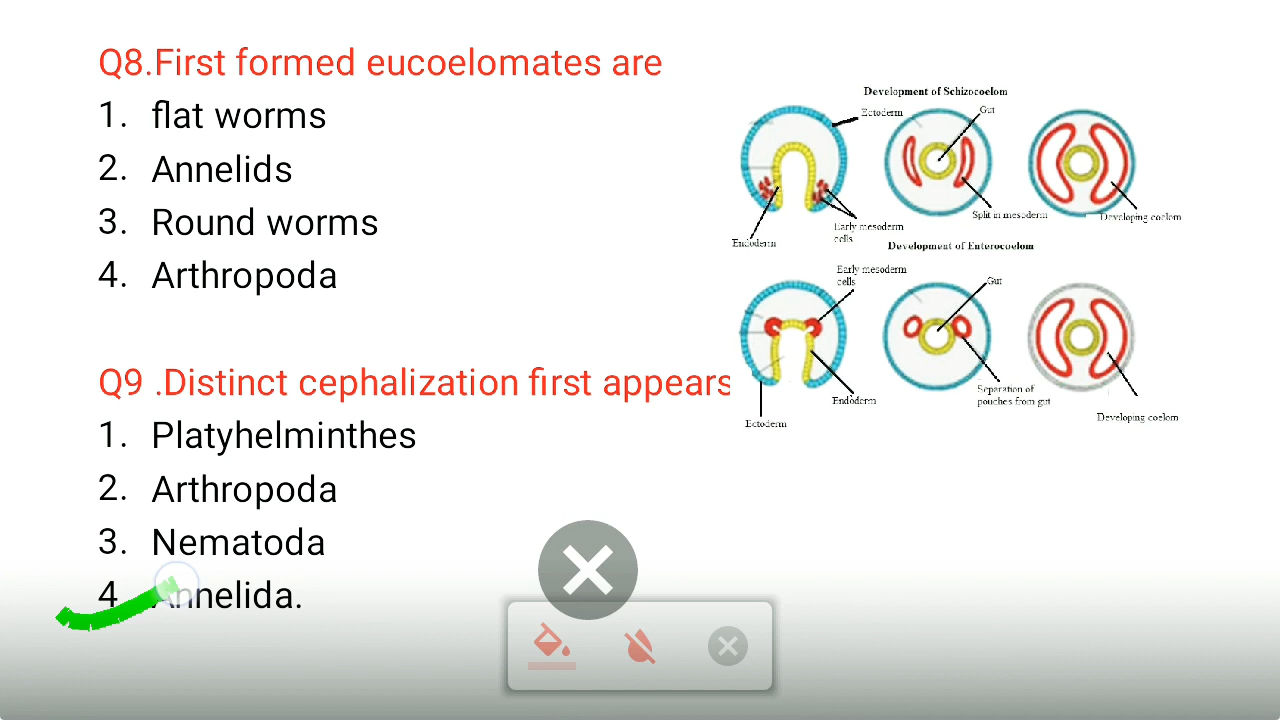 Q8.First formed eucoelomates are
1. flat worms
2. Annelids
3. Round worms
4. Arthropoda
Q9 .Distinct cephalization first appears
1. Platyhelminthes
2. Arthropoda
3. Nematoda
4 Annelida.
Development of Schizocoelom
Ectoderm
Gut
Endoderm
Early mesoderm
cells
Split in mesoderm
Developing coelom
Development of Enterocoelom
Early mesoderm
cells
Gut
Ectoderm
Endoderm
Separation of
pouches from gut
Developing coelom